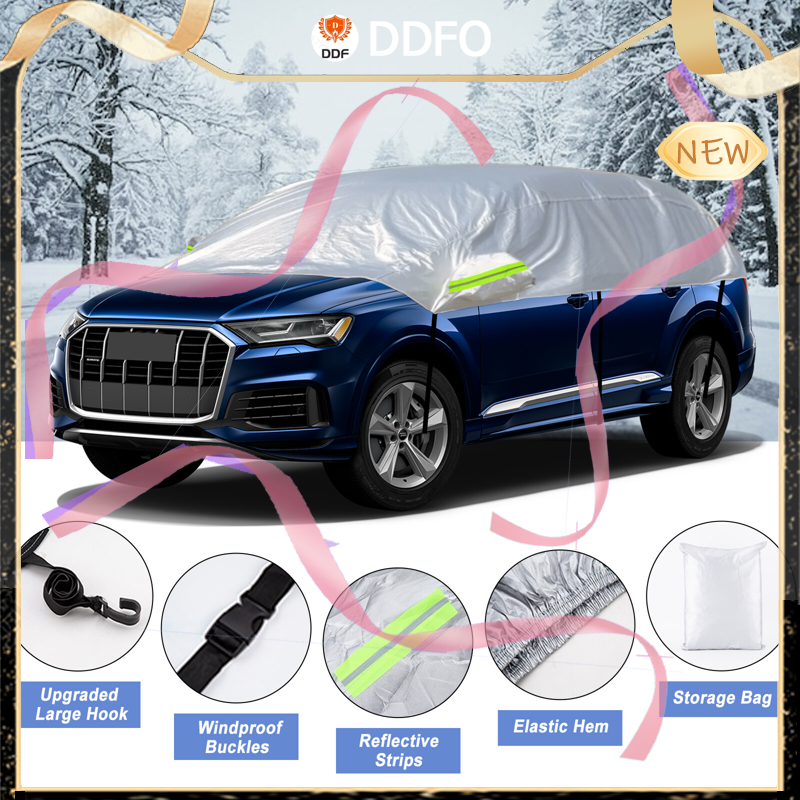 DDF
DDFO
NEW
Upgraded
Large Hook
Windproof
Buckles
Reflective
Strips
Elastic Hem
Storage Bag